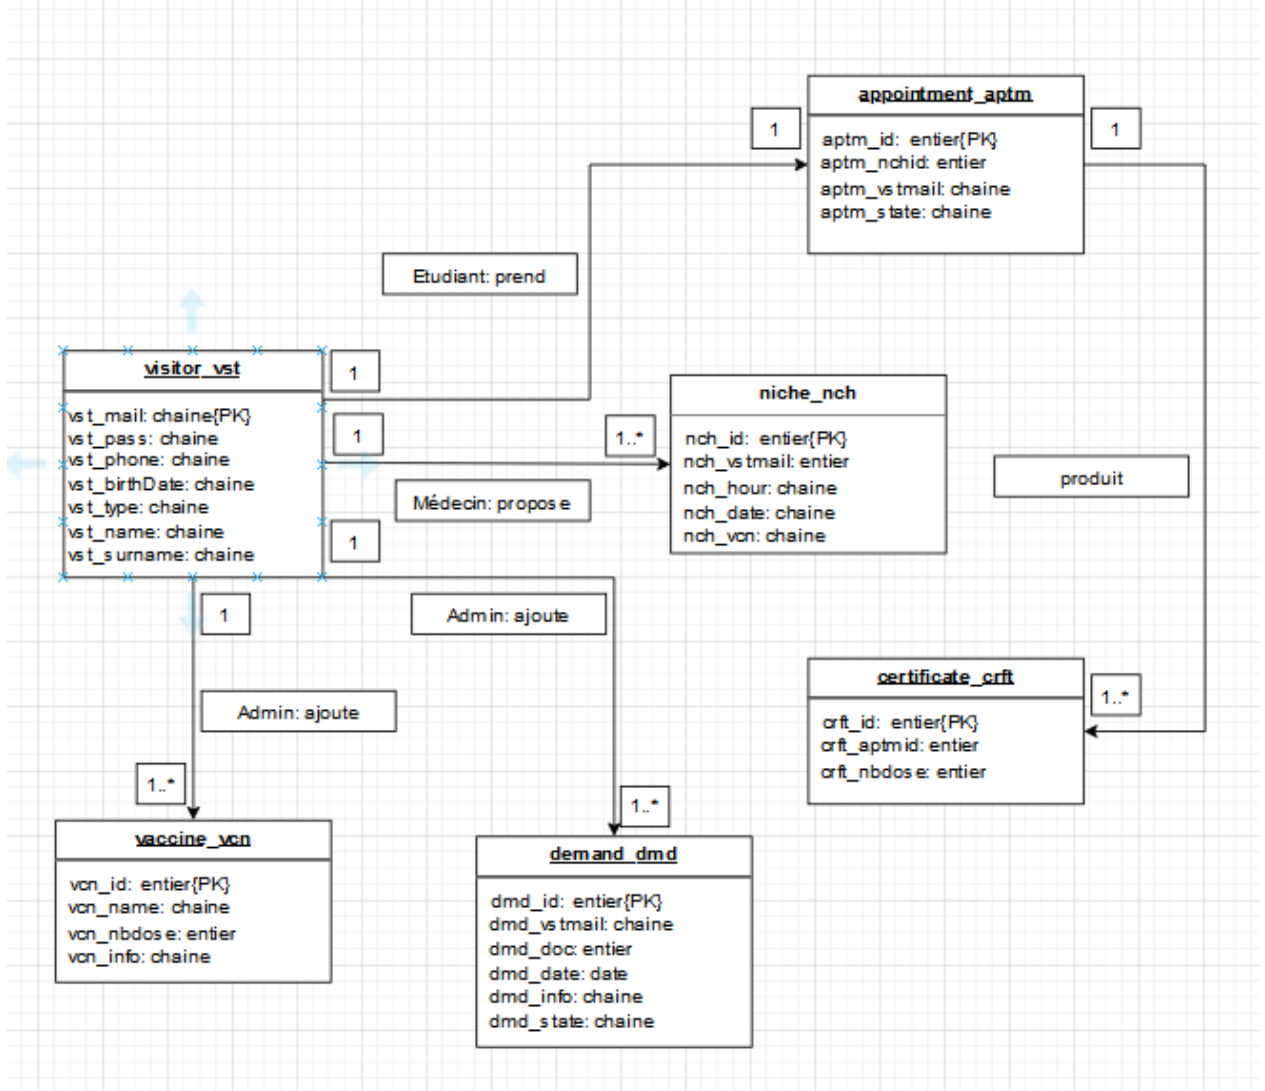 appointment_aptm
1
1
aptm_id: entier{PK}
aptm_nchid: entier
aptm_vstmail: chaine
aptm_state: chaine
Etudiant: prend
visitor_vst
1
vst_mail: chaine{PK}
vst_pass: chaine
vst_phone: chaine
vst_birthDate: chaine
vst_type: chaine
vst_name: chaine
vst_surname: chaine
1
1..*
niche_nch
nch_id: entier{PK}
nch_vstmail: entier
nch_hour: chaine
nch_date: chaine
nch_vcn: chaine
produit
Médecin: propose
1
1
Admin: ajoute
certificate_crft
1..*
crft_id: entier{PK}
crft_aptmid: entier
crft_nbdose: entier
Admin: ajoute
1..*
1..*
vaccine_vcn
vcn_id: entier{PK}
vcn_name: chaine
vcn_nbdose: entier
vcn_info: chaine
demand_dmd
dmd_id: entier{PK}
dmd_vstmail: chaine
dmd_doc: entier
dmd_date: date
dmd_info: chaine
dmd_state: chaine